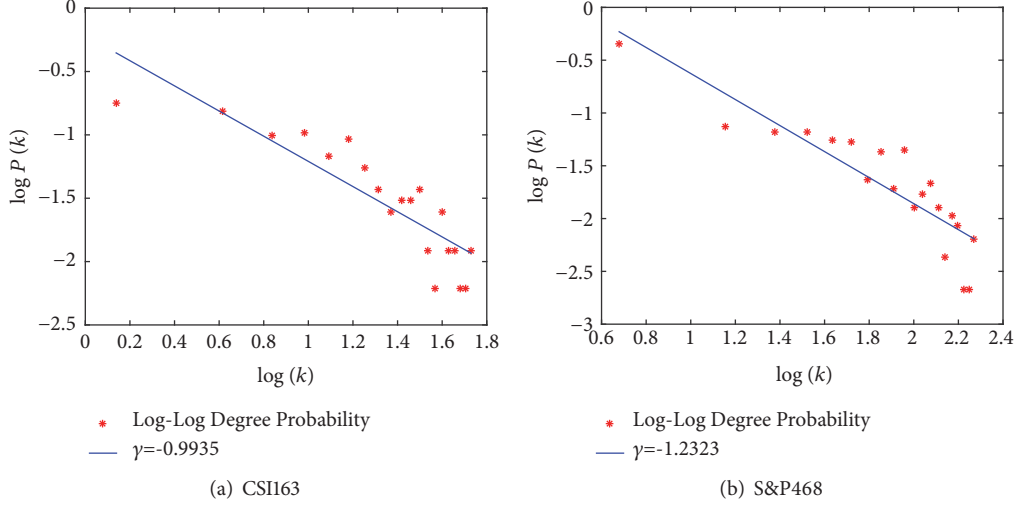 0
−0.5
−1
−1.5
−2
−2.5
log P (k)
0 0.2 0.4 0.6 0.8 1 1.2 1.4 1.6 1.8
log (k)
Log-Log Degree Probability
γ=-0.9935
(a) CSI163
0
−0.5
−1
−1.5
−2
−2.5
−3
log P (k)
0.6 0.8 1 1.2 1.4 1.6 1.8 2 2.2 2.4
log (k)
Log-Log Degree Probability
γ=-1.2323
(b) S&P468